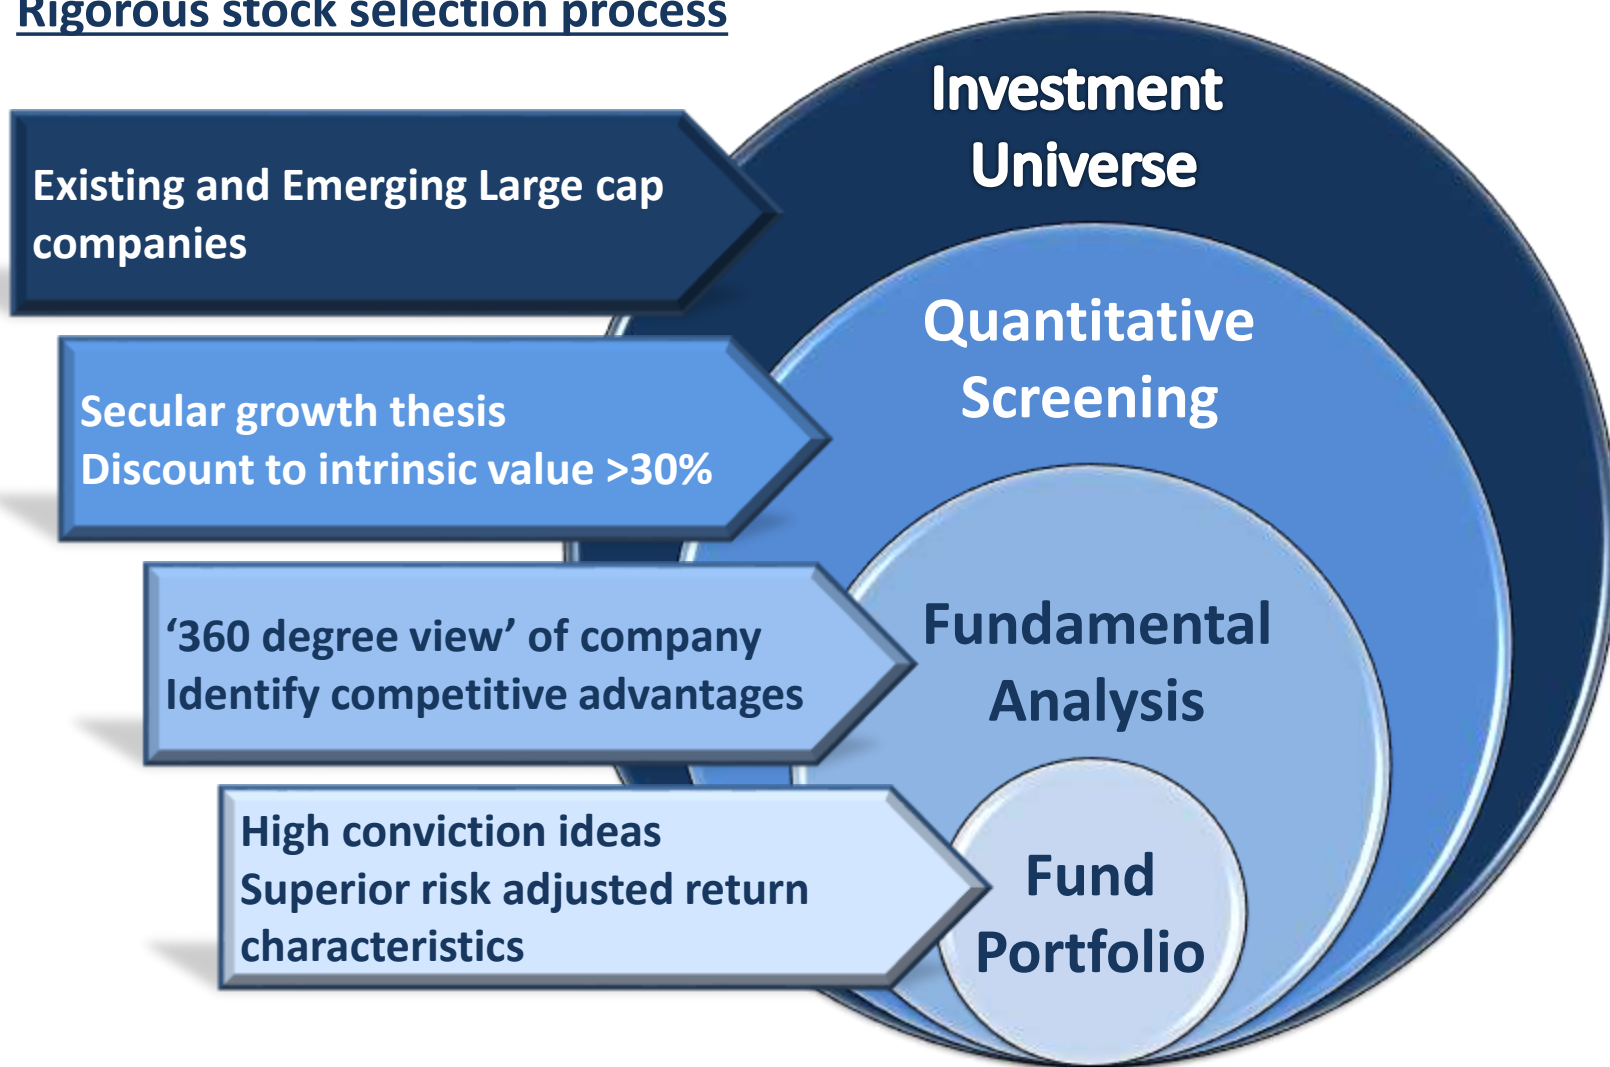 Rigorous stock selection process
Existing and Emerging Large cap
companies
Investment
Universe
Secular growth thesis
Discount to intrinsic value >30%
Quantitative
Screening
‘360 degree view’ of company
Identify competitive advantages
Fundamental
Analysis
High conviction ideas
Superior risk adjusted return
characteristics
Fund
Portfolio